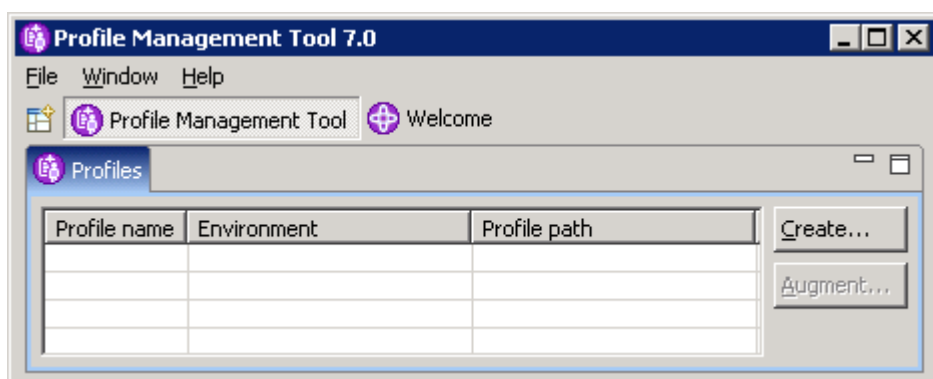 Profile Management Tool 7.0
File Window Help
Profile Management Tool Welcome
Profiles
Profile name Environment Profile path Create...
Augment...